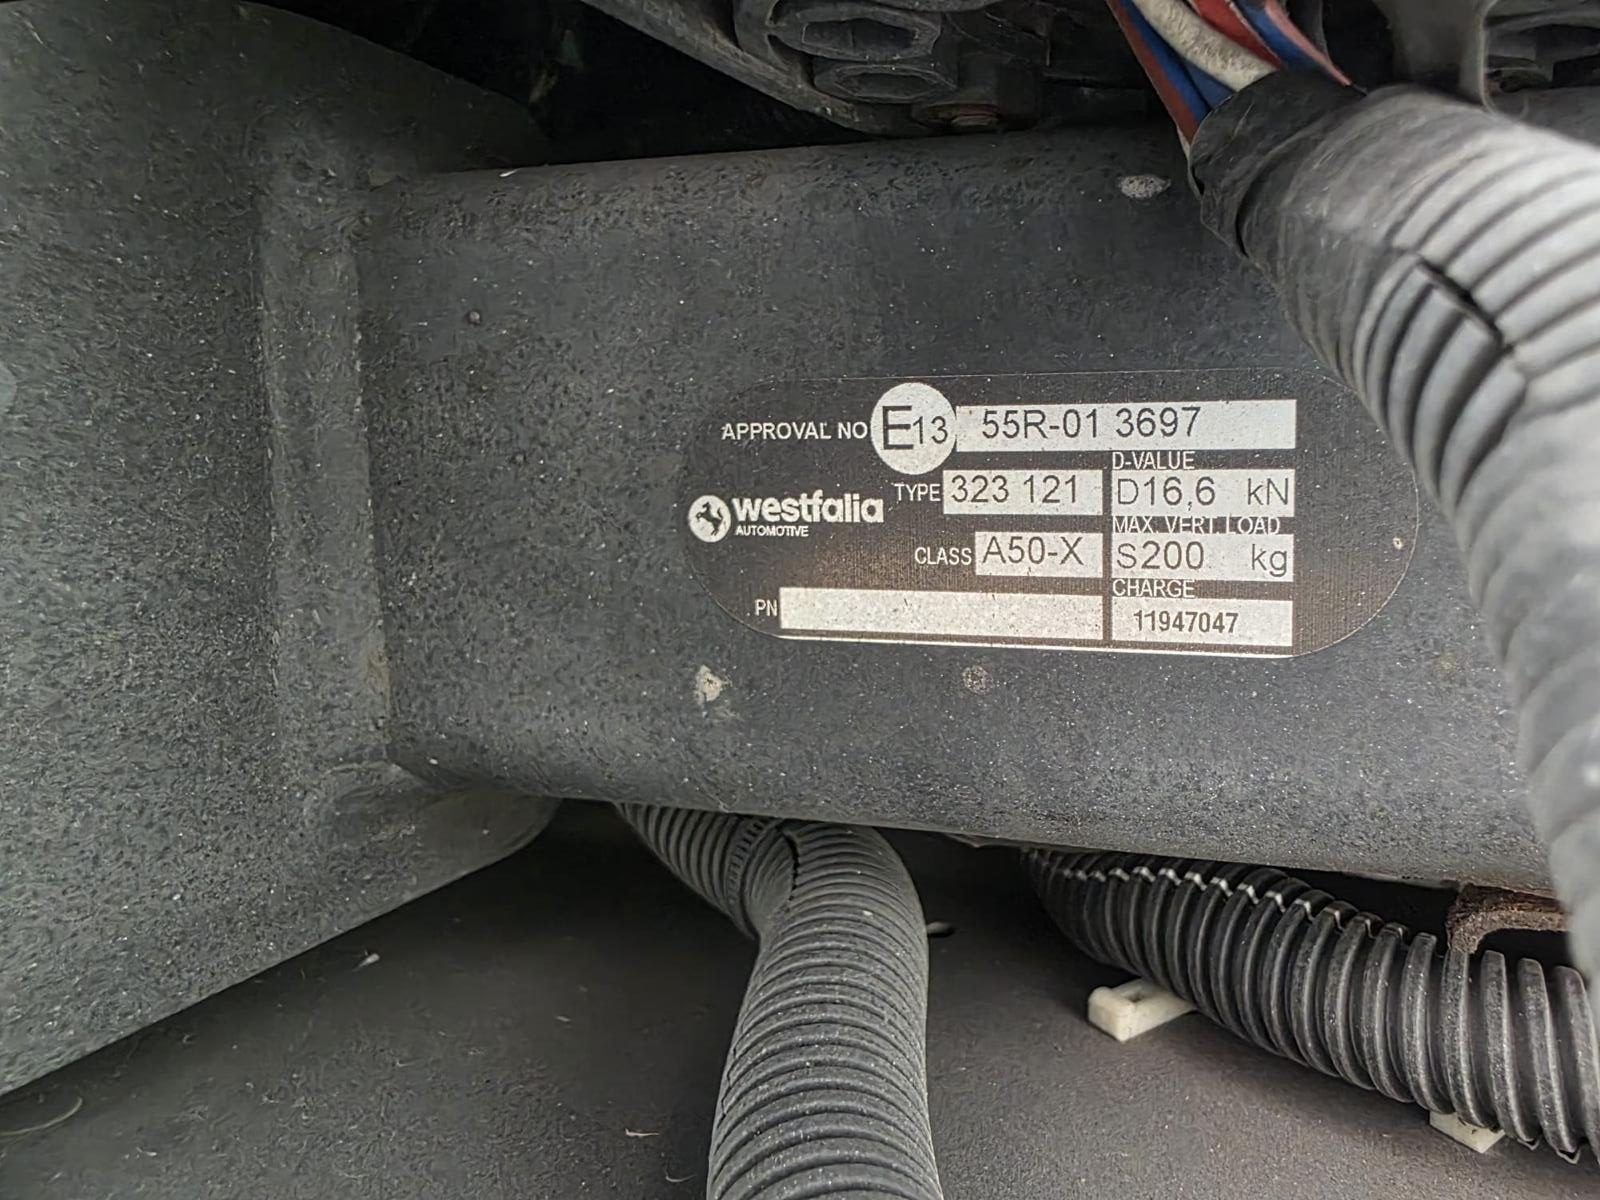 APPROVAL NO E13 55R-01 3697
D-VALUE
TYPE 323 121 D16,6 kN
westfalia
AUTOMOTIVE
MAX. VERT. LOAD
CLASS A50-X S200 kg
CHARGE
PN 11947047